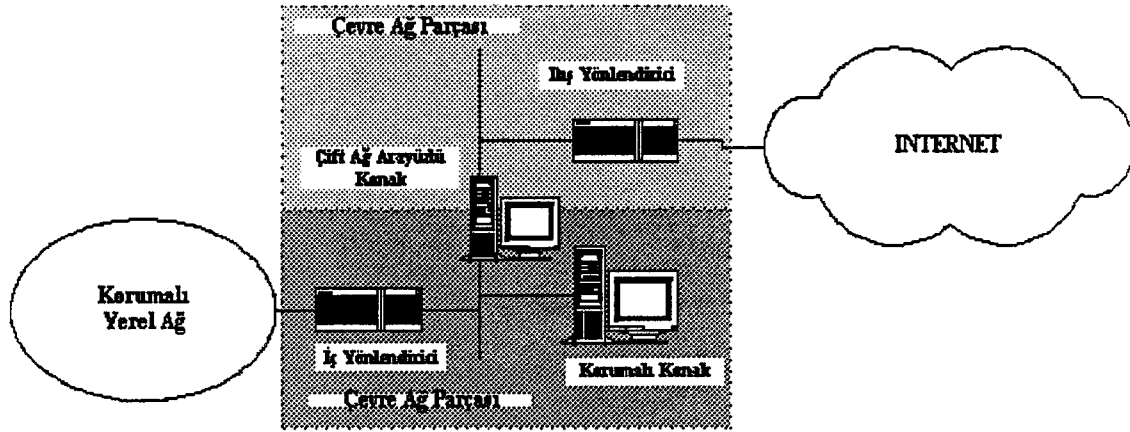 Çevre Ağ Parçası
Dış Yönlendirici
INTERNET
Çift Ağ Arayüzlü
Konak
Korumalı
Yerel Ağ
İç Yönlendirici
Korumalı Konak
Çevre Ağ Parçası